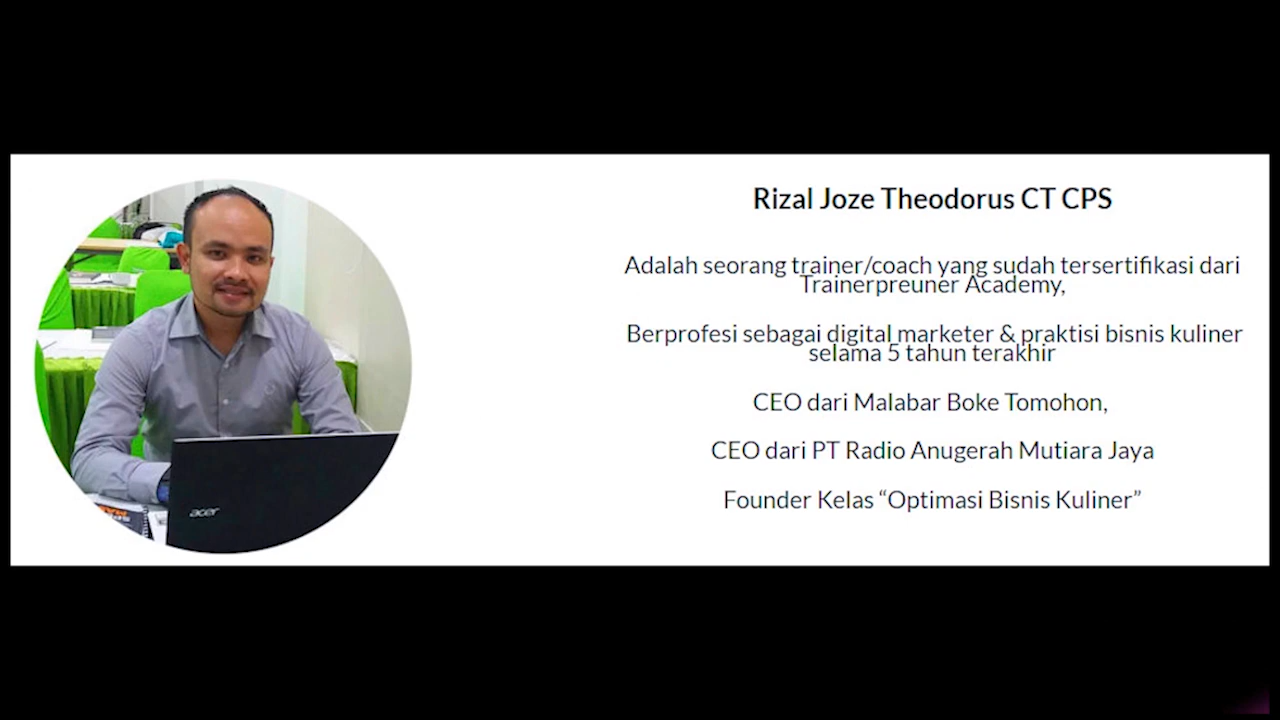 Rizal Joze Theodorus CT CPS
Adalah seorang trainer/coach yang sudah tersertifikasi dari
Trainerpreuner Academy,
Berprofesi sebagai digital marketer & praktisi bisnis kuliner
selama 5 tahun terakhir
CEO dari Malabar Boke Tomohon,
CEO dari PT Radio Anugerah Mutiara Jaya
Founder Kelas “Optimasi Bisnis Kuliner”
acer